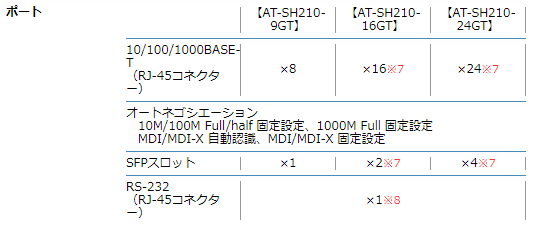 ポート
【AT-SH210-9GT】 【AT-SH210-16GT】 【AT-SH210-24GT】
10/100/1000BASE-T
（RJ-45コネクター）
×8 ×16※7 ×24※7
オートネゴシエーション
10M/100M Full/half 固定設定、1000M Full 固定設定
MDI/MDI-X 自動認識、MDI/MDI-X 固定設定
SFPスロット ×1 ×2※7 ×4※7
RS-232
（RJ-45コネクター）
×1※8